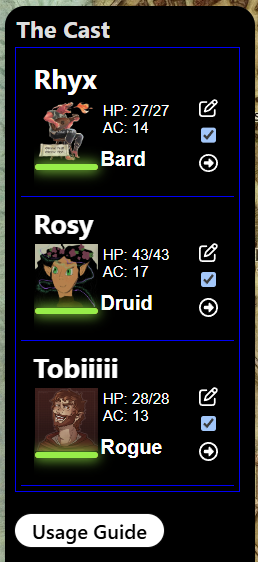 The Cast
Rhyx
HP: 27/27
AC: 14
Bard
Rosy
HP: 43/43
AC: 17
Druid
Tobiiiii
HP: 28/28
AC: 13
Rogue
Usage Guide